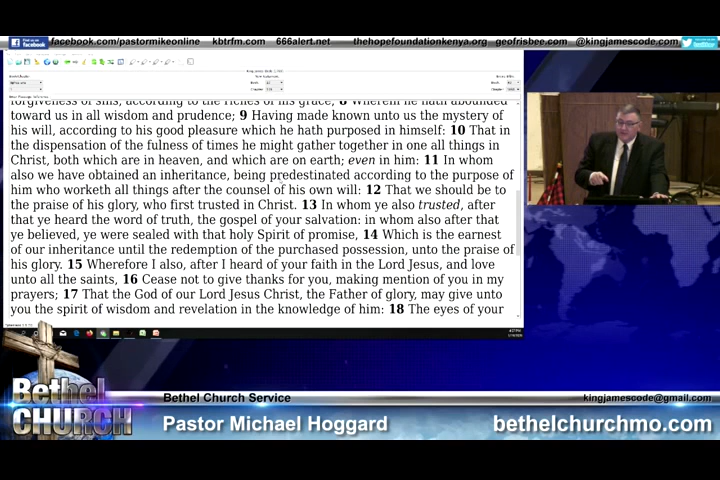 Find us on
facebook
facebook.com/pastormikeonline kbtrfm.com 666alert.net thehopefoundationkenya.org geofrisbee.com @kingjamescode.com twitter
forgiveness of sins, according to the riches of his grace; 8 Wherein he hath abounded
toward us in all wisdom and prudence; 9 Having made known unto us the mystery of
his will, according to his good pleasure which he hath purposed in himself: 10 That in
the dispensation of the fulness of times he might gather together in one all things in
Christ, both which are in heaven, and which are on earth; even in him: 11 In whom
also we have obtained an inheritance, being predestinated according to the purpose of
him who worketh all things after the counsel of his own will: 12 That we should be to
the praise of his glory, who first trusted in Christ. 13 In whom ye also trusted, after
that ye heard the word of truth, the gospel of your salvation: in whom also after that
ye believed, ye were sealed with that holy Spirit of promise, 14 Which is the earnest
of our inheritance until the redemption of the purchased possession, unto the praise of
his glory. 15 Wherefore I also, after I heard of your faith in the Lord Jesus, and love
unto all the saints, 16 Cease not to give thanks for you, making mention of you in my
prayers; 17 That the God of our Lord Jesus Christ, the Father of glory, may give unto
you the spirit of wisdom and revelation in the knowledge of him: 18 The eyes of your
Bethel
CHURCH
Bethel Church Service kingjamescode@gmail.com
Pastor Michael Hoggard bethelchurchmo.com